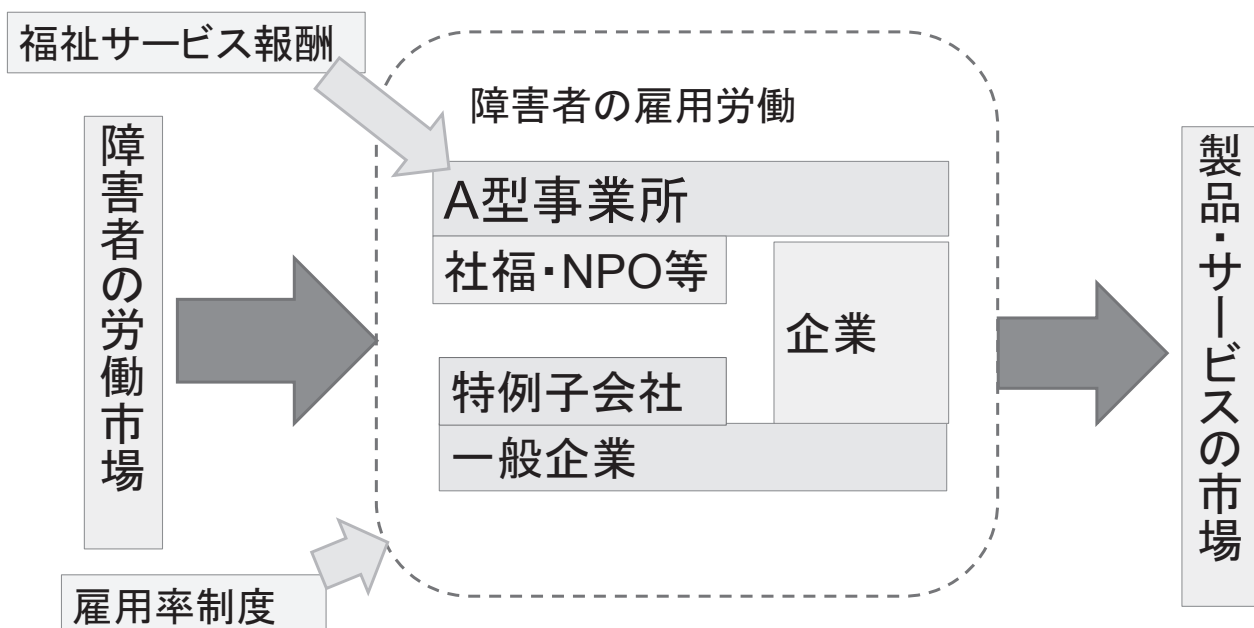 福祉サービス報酬
障害者の労働市場
障害者の雇用労働
A型事業所
社福・NPO等
企業
特例子会社
一般企業
雇用率制度
製品・サービスの市場